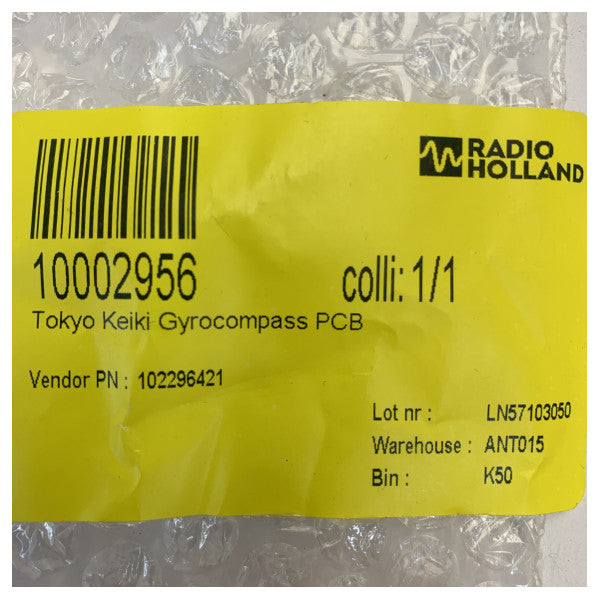 RADIO
HOLLAND
10002956 colli: 1/1
Tokyo Keiki Gyrocompass PCB
Vendor PN : 102296421
Lot nr : LN57103050
Warehouse : ANT015
Bin : K50